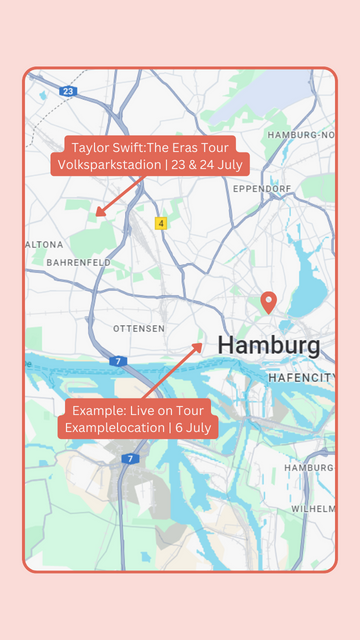 23
HAMBURG-NO
Taylor Swift:The Eras Tour
Volksparkstadion | 23 & 24 July
EPPENDORF
4
ALTONA
BAHRENFELD
OTTENSEN
Hamburg
7
HAFENCITY
Example: Live on Tour
Examplelocation | 6 July
7
HAMBURG
WILHELM